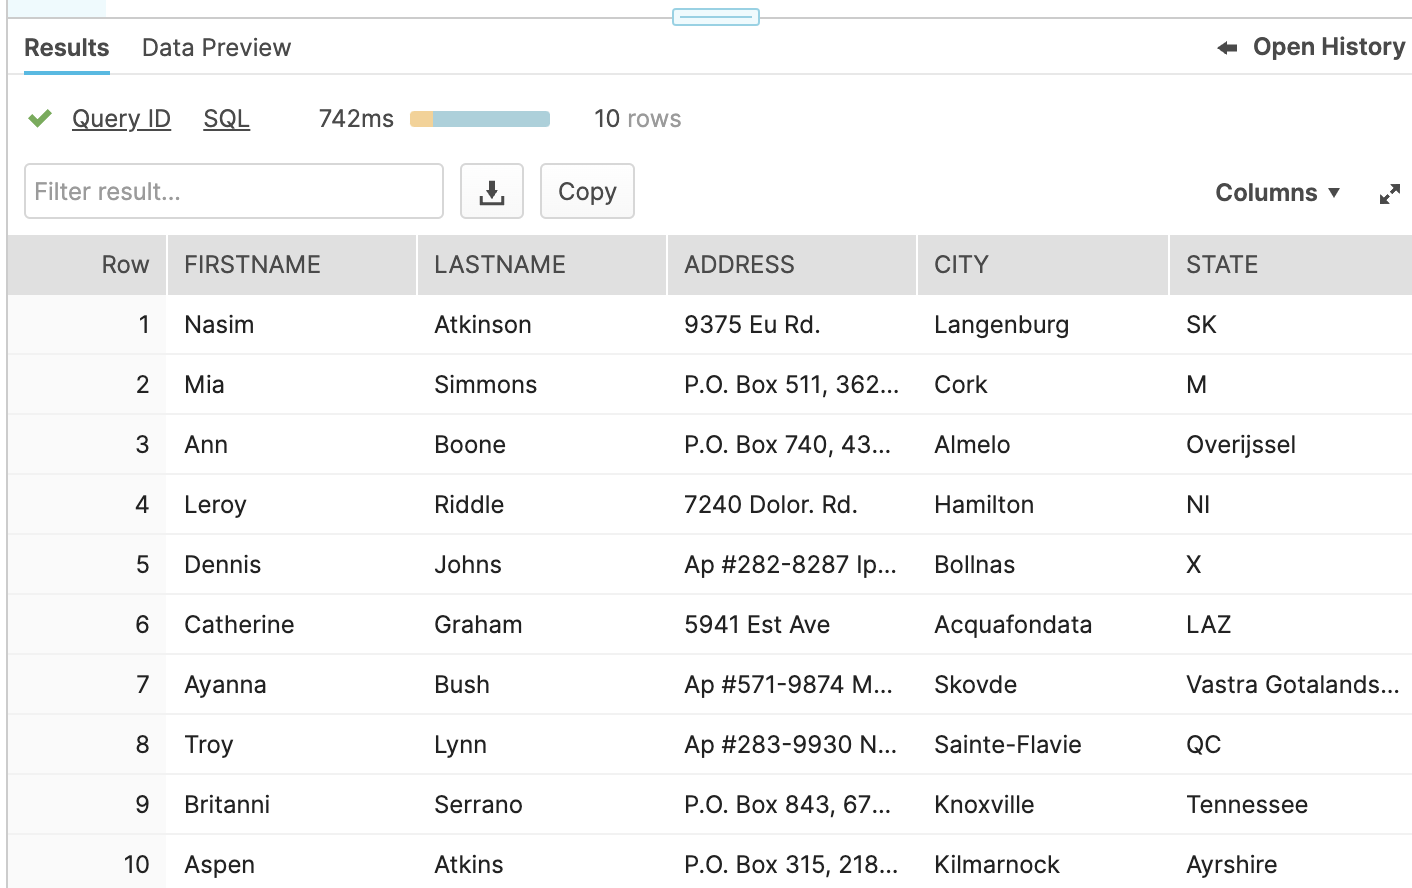 Results Data Preview Open History
Query ID SQL 742ms 10 rows
Filter result... Copy Columns
Row FIRSTNAME LASTNAME ADDRESS CITY STATE
1 Nasim Atkinson 9375 Eu Rd. Langenburg SK
2 Mia Simmons P.O. Box 511, 362... Cork M
3 Ann Boone P.O. Box 740, 43... Almelo Overijssel
4 Leroy Riddle 7240 Dolor. Rd. Hamilton NI
5 Dennis Johns Ap #282-8287 Ip... Bollnas X
6 Catherine Graham 5941 Est Ave Acquafondata LAZ
7 Ayanna Bush Ap #571-9874 M... Skovde Vastra Gotalands...
8 Troy Lynn Ap #283-9930 N... Sainte-Flavie QC
9 Britanni Serrano P.O. Box 843, 67... Knoxville Tennessee
10 Aspen Atkins P.O. Box 315, 218... Kilmarnock Ayrshire